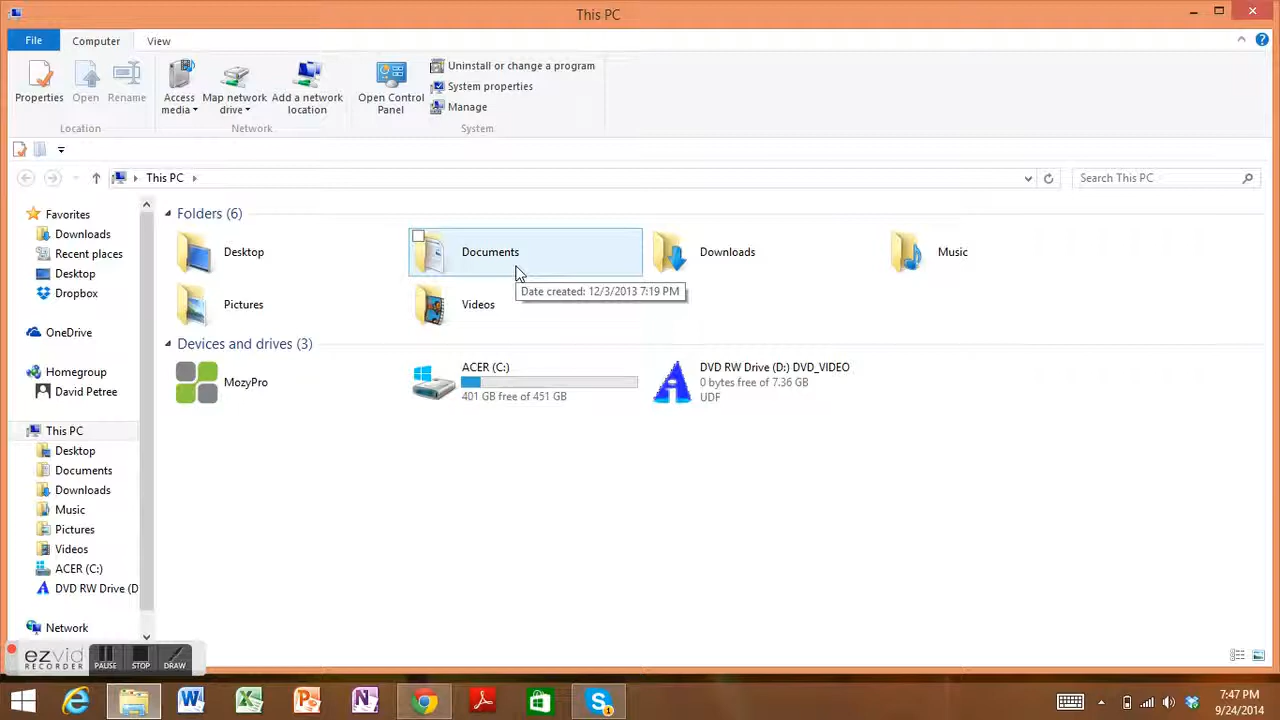 This PC
File Computer View
Properties Open Rename Access media Map network drive Add a network location Open Control Panel
Uninstall or change a program
System properties
Manage
Location Network System
This PC
Search This PC
Favorites
Downloads
Recent places
Desktop
Dropbox
OneDrive
Homegroup
David Petree
This PC
Desktop
Documents
Downloads
Music
Pictures
Videos
ACER (C:)
DVD RW Drive (D
Network
Folders (6)
Desktop
Documents
Downloads
Music
Date created: 12/3/2013 7:19 PM
Pictures
Videos
Devices and drives (3)
MozyPro
ACER (C:)
401 GB free of 451 GB
DVD RW Drive (D:) DVD_VIDEO
0 bytes free of 7.36 GB
UDF
ezvid
RECORDER
PAUSE STOP DRAW
7:47 PM
9/24/2014